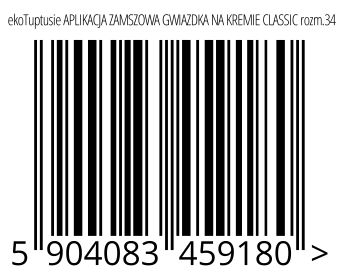 ekoTuptusie APLIKACJA ZAMSZOWA GWIAZDKA NA KREMIE CLASSIC rozm.34
5 904083 459180 >